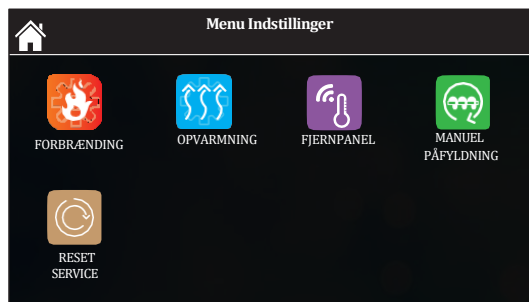 Menu Indstillinger
FORBRÆNDING
OPVARMNING
FJERNPANEL
MANUEL
PÅFYLDNING
RESET
SERVICE